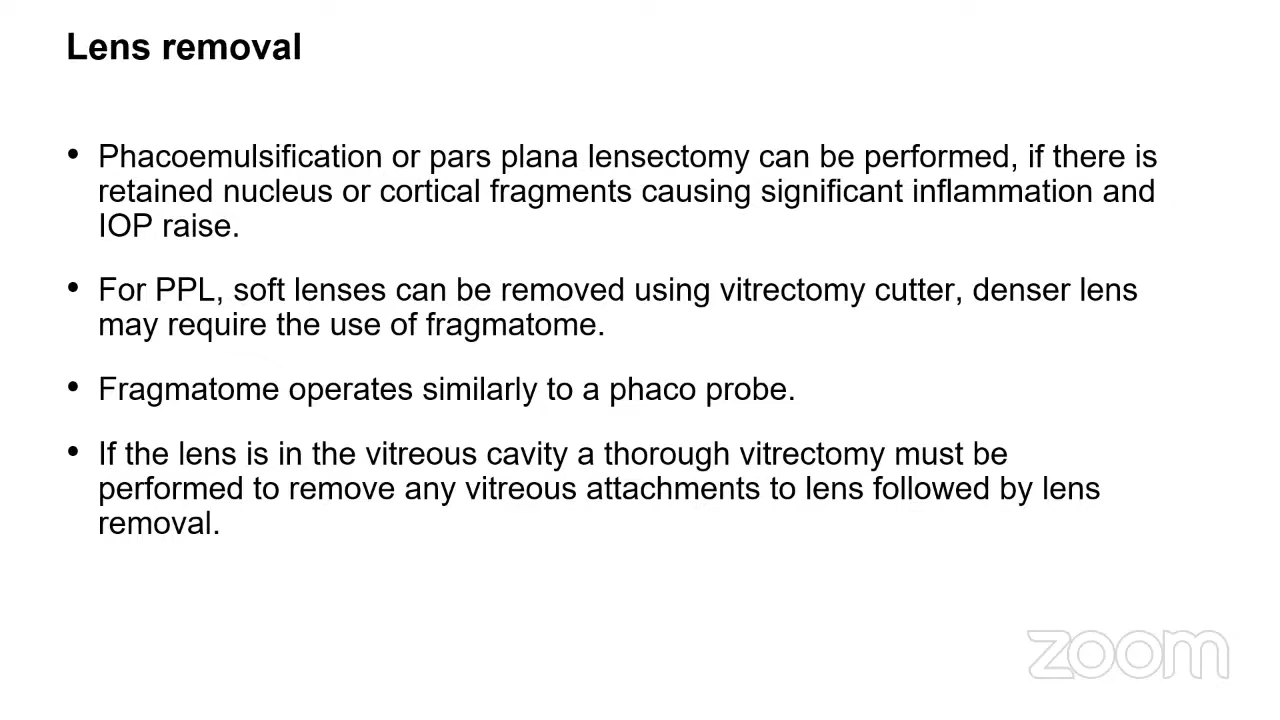 Lens removal
• Phacoemulsification or pars plana lensectomy can be performed, if there is
retained nucleus or cortical fragments causing significant inflammation and
IOP raise.
• For PPL, soft lenses can be removed using vitrectomy cutter, denser lens
may require the use of fragmatome.
• Fragmatome operates similarly to a phaco probe.
• If the lens is in the vitreous cavity a thorough vitrectomy must be
performed to remove any vitreous attachments to lens followed by lens
removal.
zoom